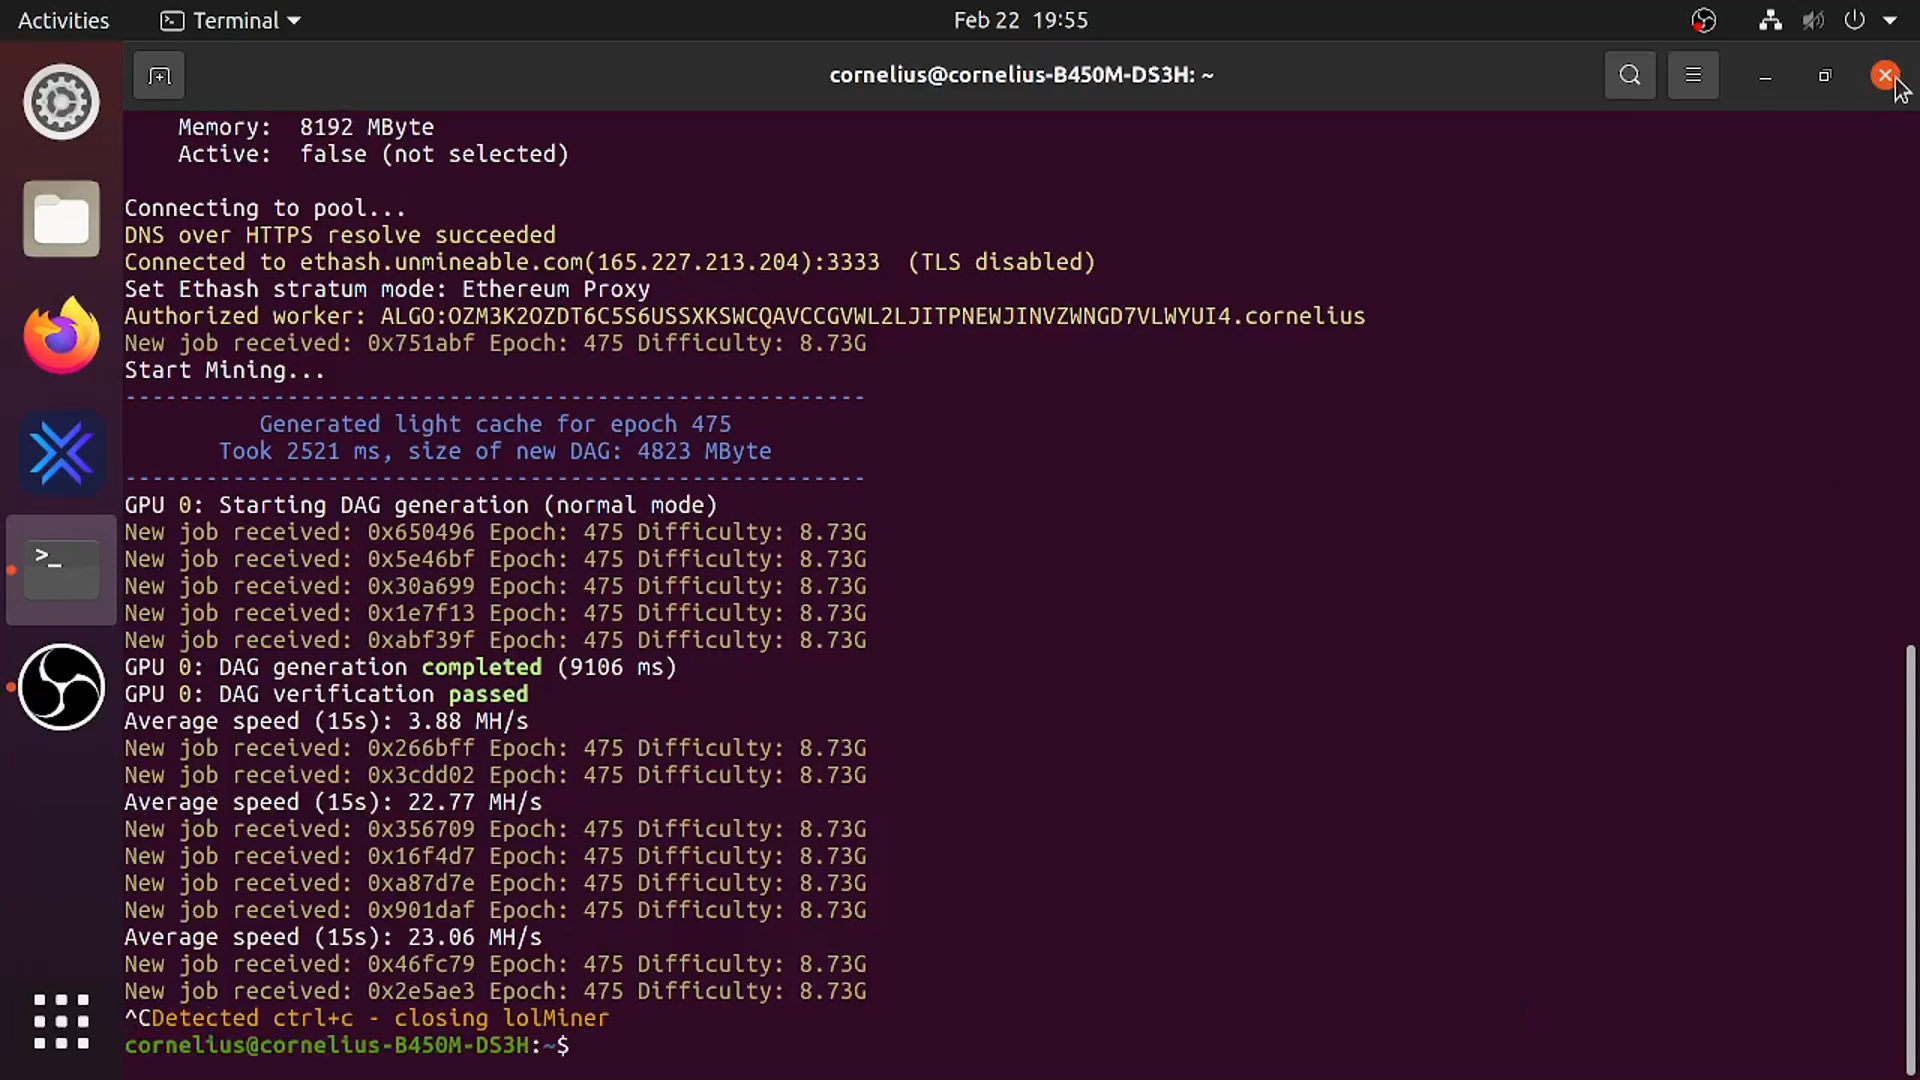 Activities
Terminal
Feb 22 19:55
cornelius@cornelius-B450M-DS3H: ~
Memory: 8192 MByte
Active: false (not selected)
Connecting to pool...
DNS over HTTPS resolve succeeded
Connected to ethash.unmineable.com(165.227.213.204):3333 (TLS disabled)
Set Ethash stratum mode: Ethereum Proxy
Authorized worker: ALGO:OZM3K2OZDT6C5S6USSXKSWCQAVCCGVWL2LJITPNEWJINVZWNGD7VLWYUI4.cornelius
New job received: 0x751abf Epoch: 475 Difficulty: 8.73G
Start Mining...
-------------------------------------------------------
Generated light cache for epoch 475
Took 2521 ms, size of new DAG: 4823 MByte
-------------------------------------------------------
GPU 0: Starting DAG generation (normal mode)
New job received: 0x650496 Epoch: 475 Difficulty: 8.73G
New job received: 0x5e46bf Epoch: 475 Difficulty: 8.73G
New job received: 0x30a699 Epoch: 475 Difficulty: 8.73G
New job received: 0x1e7f13 Epoch: 475 Difficulty: 8.73G
New job received: 0xabf39f Epoch: 475 Difficulty: 8.73G
GPU 0: DAG generation completed (9106 ms)
GPU 0: DAG verification passed
Average speed (15s): 3.88 MH/s
New job received: 0x266bff Epoch: 475 Difficulty: 8.73G
New job received: 0x3cdd02 Epoch: 475 Difficulty: 8.73G
Average speed (15s): 22.77 MH/s
New job received: 0x356709 Epoch: 475 Difficulty: 8.73G
New job received: 0x16f4d7 Epoch: 475 Difficulty: 8.73G
New job received: 0xa87d7e Epoch: 475 Difficulty: 8.73G
New job received: 0x901daf Epoch: 475 Difficulty: 8.73G
Average speed (15s): 23.06 MH/s
New job received: 0x46fc79 Epoch: 475 Difficulty: 8.73G
New job received: 0x2e5ae3 Epoch: 475 Difficulty: 8.73G
^CDetected ctrl+c - closing lolMiner
cornelius@cornelius-B450M-DS3H:~$